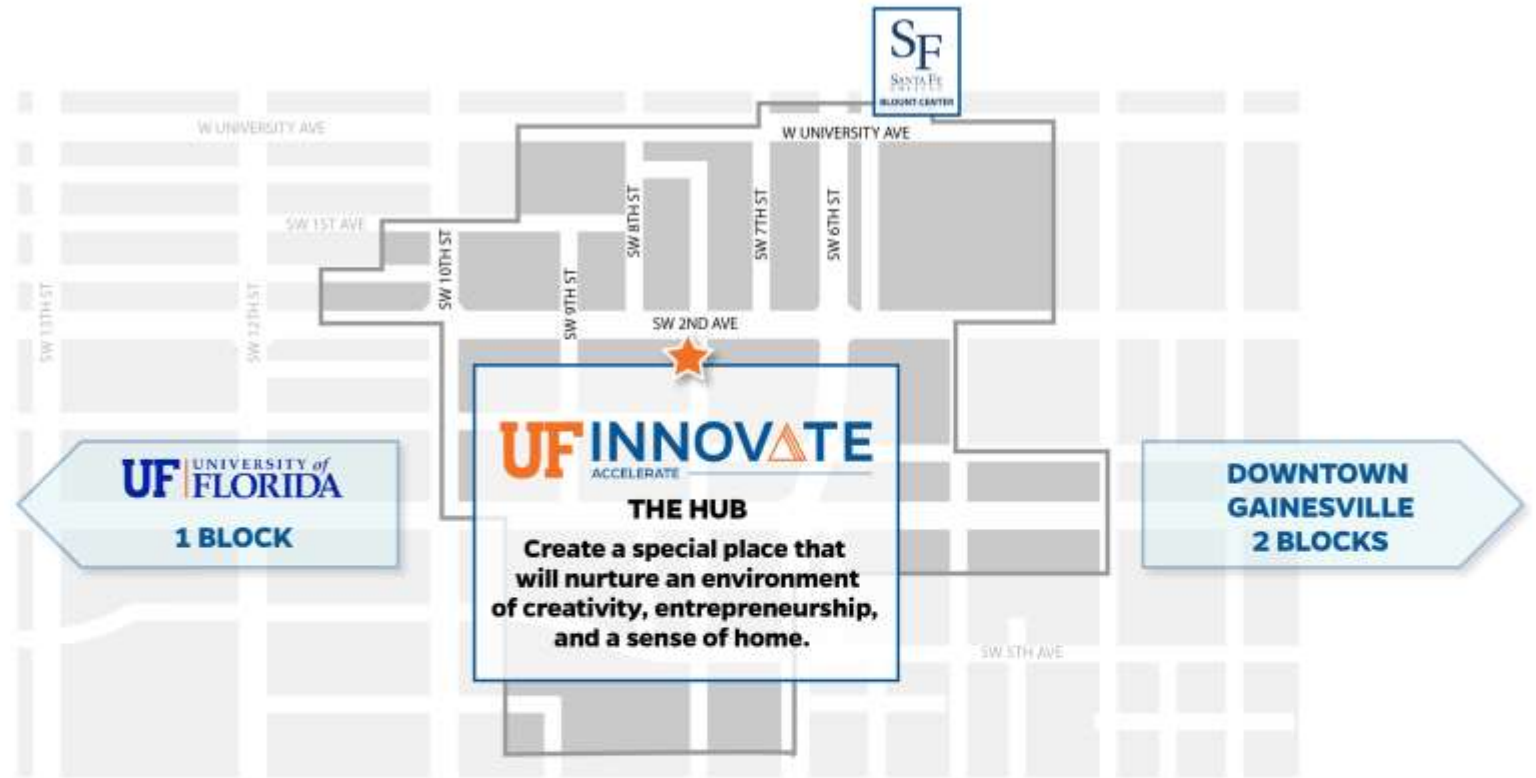 SF
SANTA FE
COLLEGE
BLOUNT CENTER
W UNIVERSITY AVE
W UNIVERSITY AVE
SW 1ST AVE
SW 8TH ST
SW 7TH ST
SW 6TH ST
SW 10TH ST
SW 9TH ST
SW 13TH ST
SW 12TH ST
SW 2ND AVE
UF INNOVATE
ACCELERATE
THE HUB
Create a special place that
will nurture an environment
of creativity, entrepreneurship,
and a sense of home.
UF UNIVERSITY of
FLORIDA
1 BLOCK
DOWNTOWN
GAINESVILLE
2 BLOCKS
SW 5TH AVE